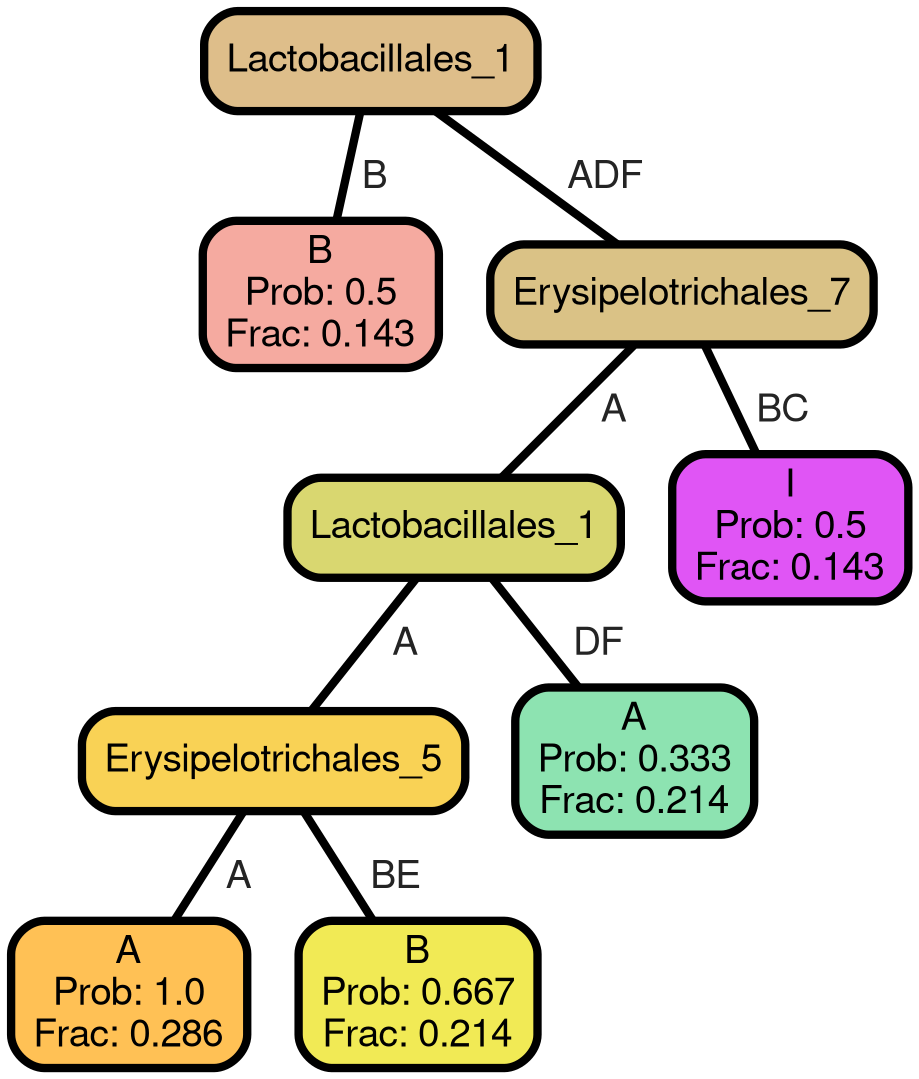 Lactobacillales_1
B
ADF
B
Prob: 0.5
Frac: 0.143
Erysipelotrichales_7
A
BC
Lactobacillales_1
I
Prob: 0.5
Frac: 0.143
A
DF
Erysipelotrichales_5
A
Prob: 0.333
Frac: 0.214
A
BE
A
Prob: 1.0
Frac: 0.286
B
Prob: 0.667
Frac: 0.214